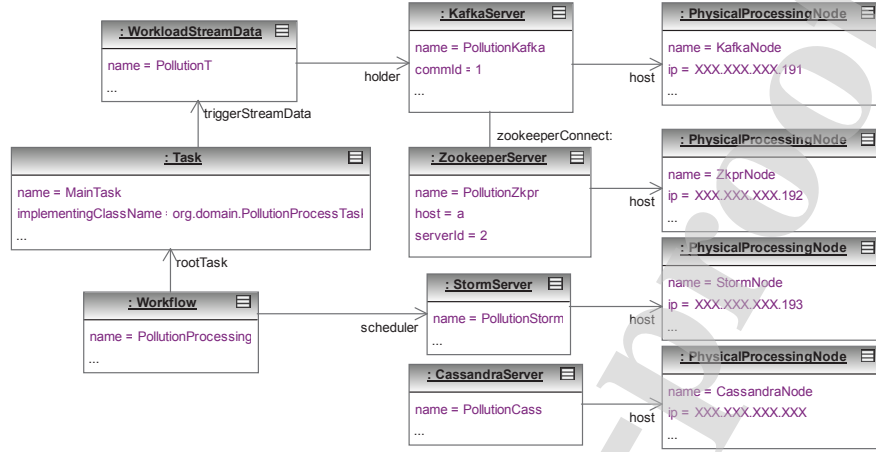 : WorkloadStreamData
name = PollutionT
...
: KafkaServer
name = PollutionKafka
commId = 1
...
: PhysicalProcessingNode
name = KafkaNode
ip = XXX.XXX.XXX.191
...
holder
host
triggerStreamData
zookeeperConnect:
: Task
name = MainTask
implementingClassName = org.domain.PollutionProcessTask
...
: ZookeeperServer
name = PollutionZkpr
host = a
serverId = 2
: PhysicalProcessingNode
name = ZkprNode
ip = XXX.XXX.XXX.192
...
host
rootTask
: Workflow
name = PollutionProcessing
...
scheduler
: StormServer
name = PollutionStorm
...
: PhysicalProcessingNode
name = StormNode
ip = XXX.XXX.XXX.193
...
host
: CassandraServer
name = PollutionCass
...
: PhysicalProcessingNode
name = CassandraNode
ip = XXX.XXX.XXX.XXX
...
host